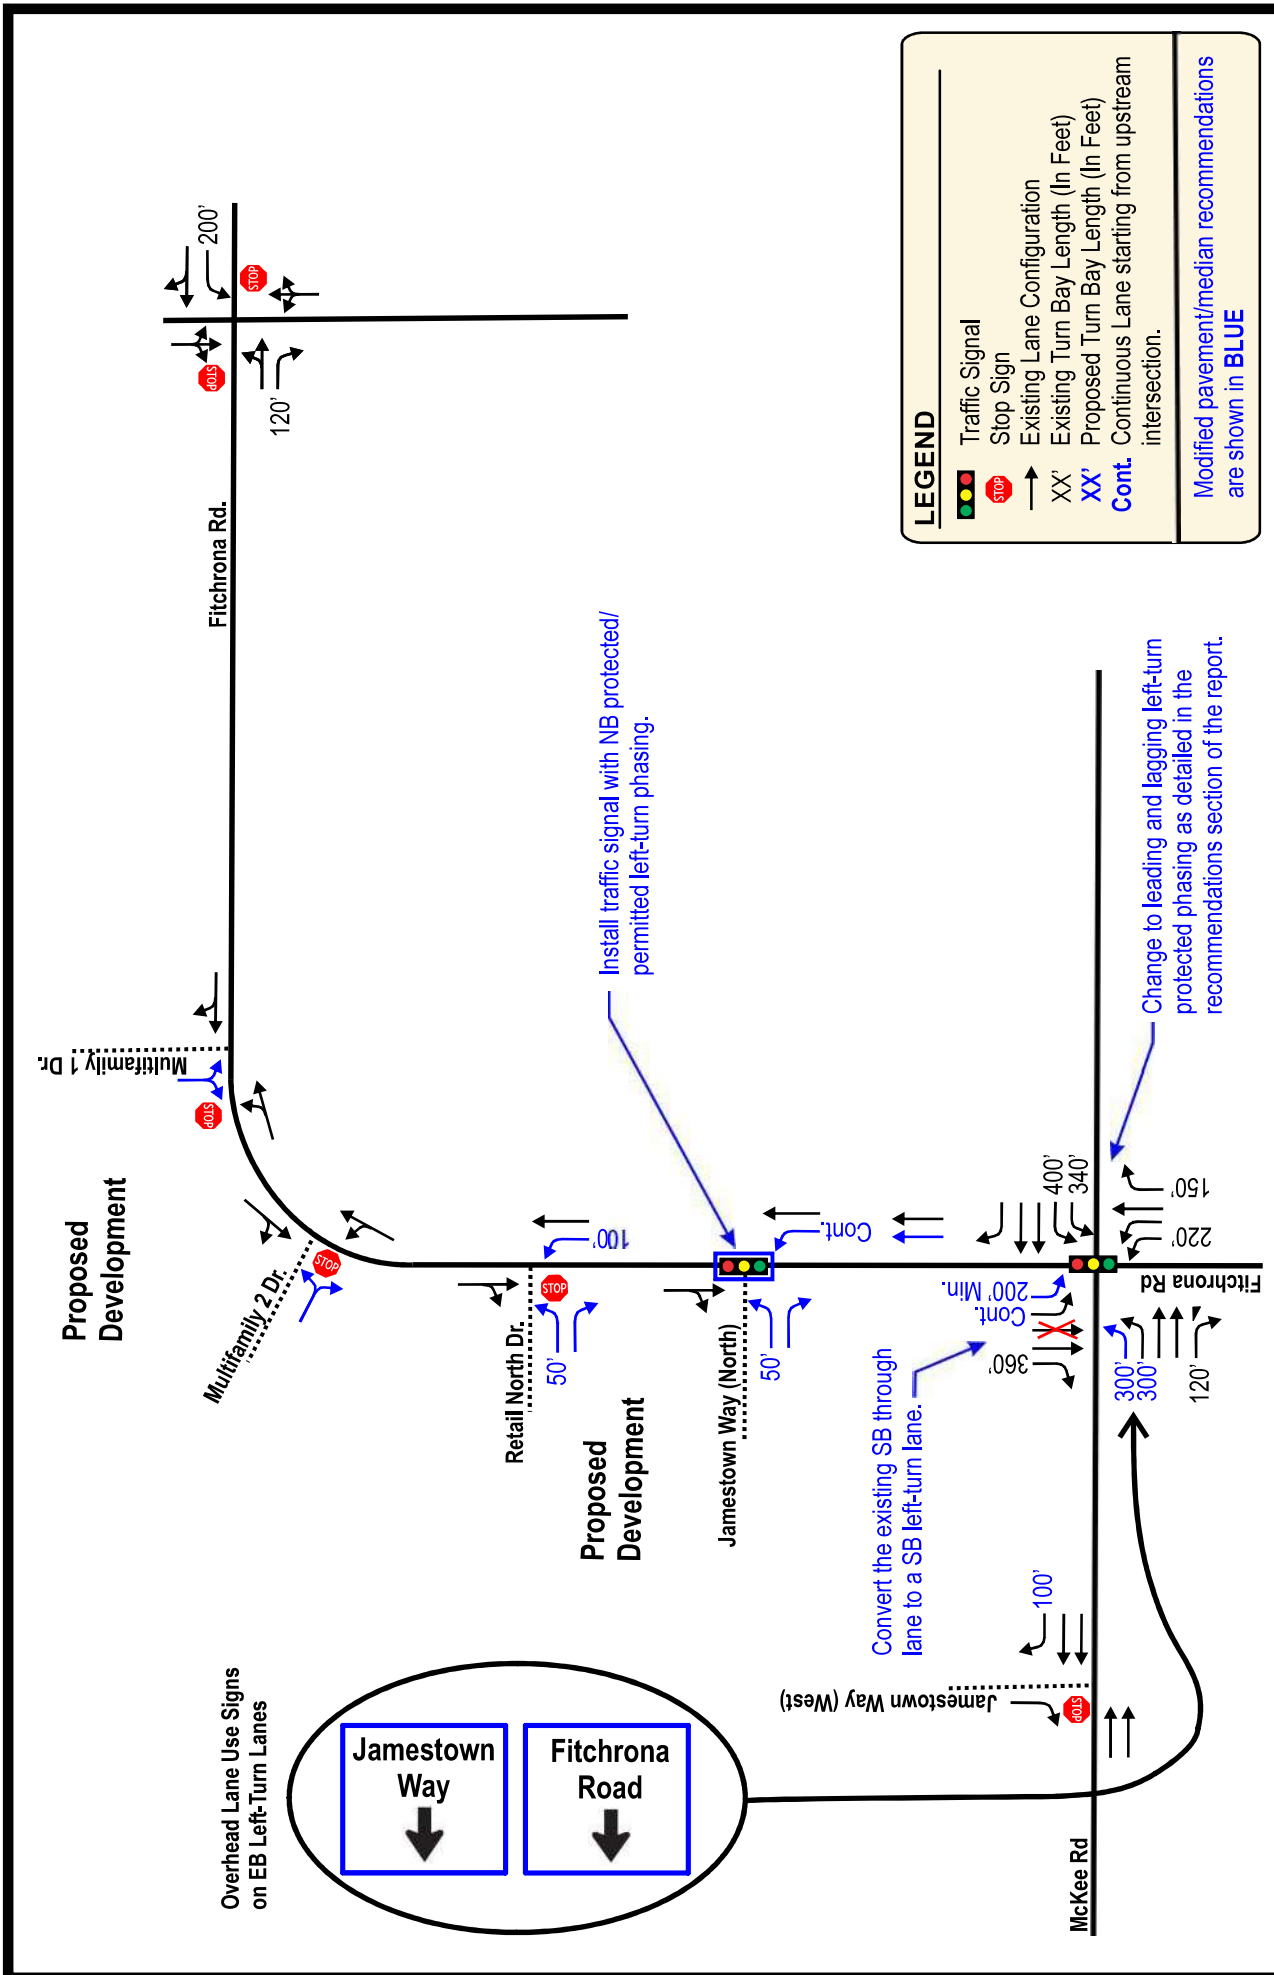 Overhead Lane Use Signs
on EB Left-Turn Lanes
Jamestown
Way
Fitchrona
Road
Proposed
Development
Multifamily 1 Dr.
STOP
Multifamily 2 Dr.
STOP
Fitchrona Rd.
STOP
200'
STOP
120'
Retail North Dr.
STOP
50'
100'
Proposed
Development
Jamestown Way (North)
50'
Cont.
Install traffic signal with NB protected/
permitted left-turn phasing.
Convert the existing SB through
lane to a SB left-turn lane.
360'
Cont.
200' Min.
400'
340'
Jamestown Way (West)
STOP
100'
McKee Rd
300'
300'
120'
Fitchrona
Rd
220'
150'
Change to leading and lagging left-turn
protected phasing as detailed in the
recommendations section of the report.
LEGEND
Traffic Signal
STOP Stop Sign
Existing Lane Configuration
XX' Existing Turn Bay Length (In Feet)
XX' Proposed Turn Bay Length (In Feet)
Cont. Continuous Lane starting from upstream
intersection.
Modified pavement/median recommendations
are shown in BLUE